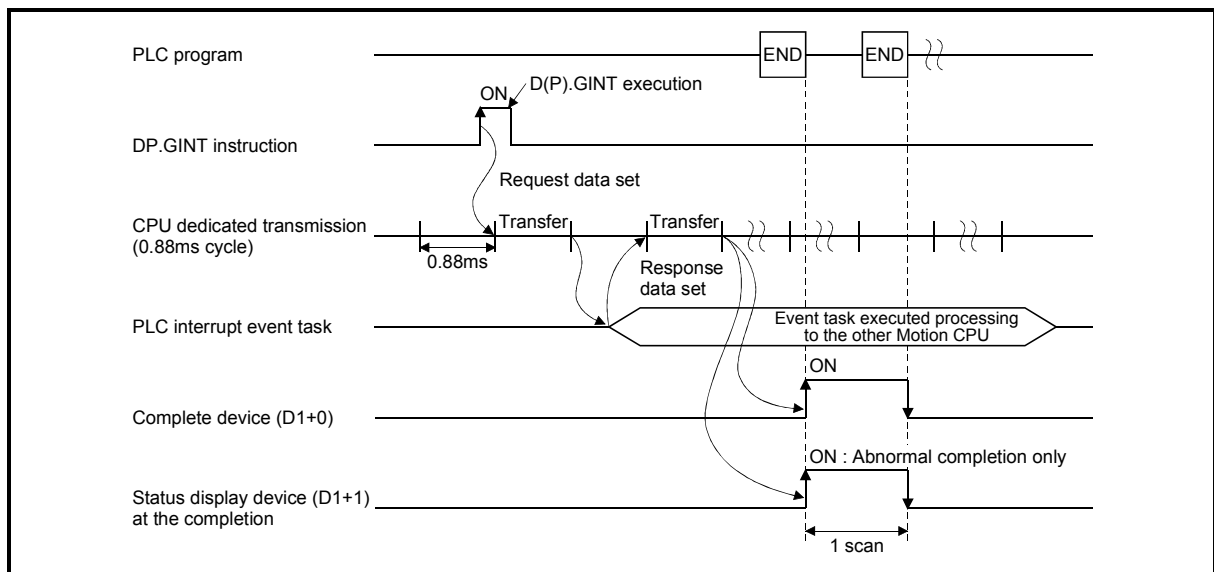 PLC program
END
END
ON
D(P).GINT execution
DP.GINT instruction
Request data set
CPU dedicated transmission
(0.88ms cycle)
Transfer
Transfer
0.88ms
Response
data set
PLC interrupt event task
Event task executed processing
to the other Motion CPU
ON
Complete device (D1+0)
ON : Abnormal completion only
Status display device (D1+1)
at the completion
1 scan